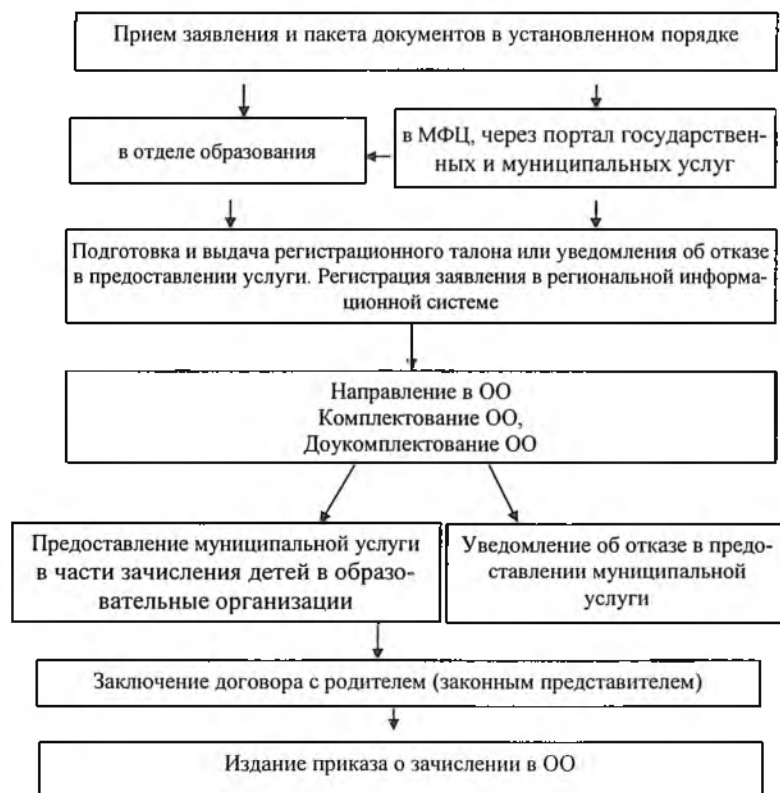 Прием заявления и пакета документов в установленном порядке
в отделе образования
в МФЦ, через портал государствен-
ных и муниципальных услуг
Подготовка и выдача регистрационного талона или уведомления об отказе
в предоставлении услуги. Регистрация заявления в региональной информа-
ционной системе
Направление в ОО
Комплектование ОО,
Доукомплектование ОО
Предоставление муниципальной услуги
в части зачисления детей в образо-
вательные организации
Уведомление об отказе в предо-
ставлении муниципальной
услуги
Заключение договора с родителем (законным представителем)
Издание приказа о зачислении в ОО